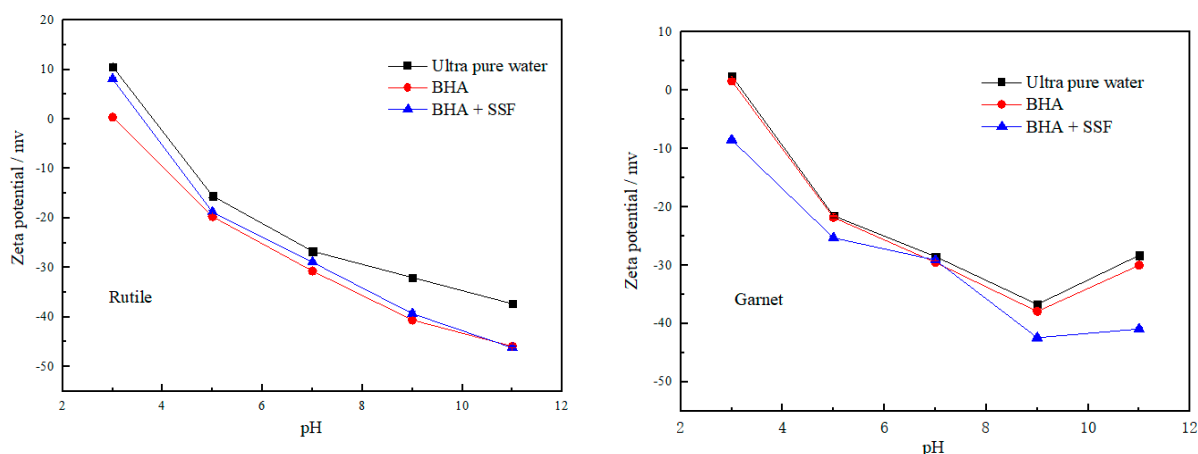 20
10
0
-10
-20
-30
-40
-50
Zeta potential / mv
Ultra pure water
BHA
BHA + SSF
Rutile
2
4
6
8
10
12
pH
10
0
-10
-20
-30
-40
-50
Zeta potential / mv
Ultra pure water
BHA
BHA + SSF
Garnet
2
4
6
8
10
12
pH